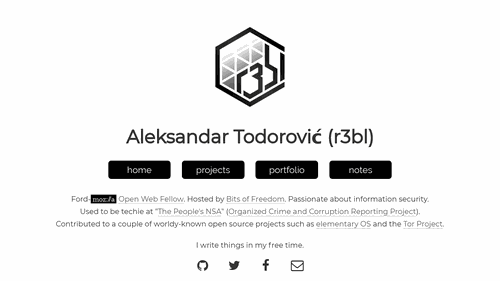 r3bl
Aleksandar Todorović (r3bl)
home projects portfolio notes
Ford moz://a Open Web Fellow. Hosted by Bits of Freedom. Passionate about information security.
Used to be techie at "The People's NSA" (Organized Crime and Corruption Reporting Project).
Contributed to a couple of worldy-known open source projects such as elementary OS and the Tor Project.
I write things in my free time.